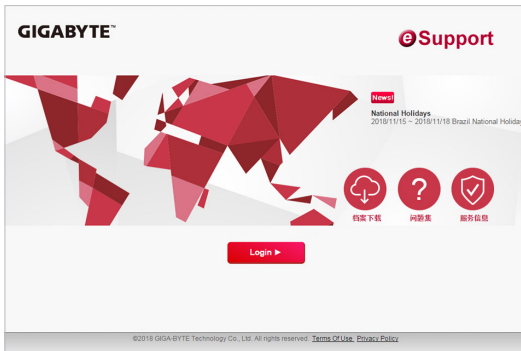 GIGABYTE™
eSupport
News!
National Holidays
2018/11/15 ~ 2018/11/18 Brazil National Holiday
档案下载
问题集
服务信息
Login ►
©2018 GIGA-BYTE Technology Co., Ltd. All rights reserved. Terms Of Use Privacy Policy